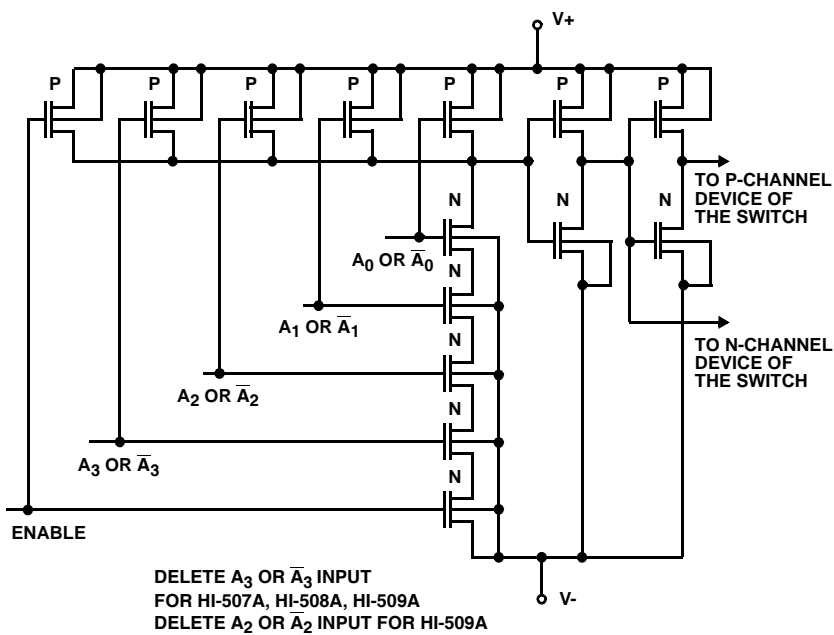 V+
P P P P P P P
TO P-CHANNEL
DEVICE OF
THE SWITCH
N N N
A0 OR A̅0
N
A1 OR A̅1
N
TO N-CHANNEL
DEVICE OF
THE SWITCH
A2 OR A̅2
N
A3 OR A̅3
N
ENABLE
DELETE A3 OR A̅3 INPUT
FOR HI-507A, HI-508A, HI-509A
DELETE A2 OR A̅2 INPUT FOR HI-509A
V-